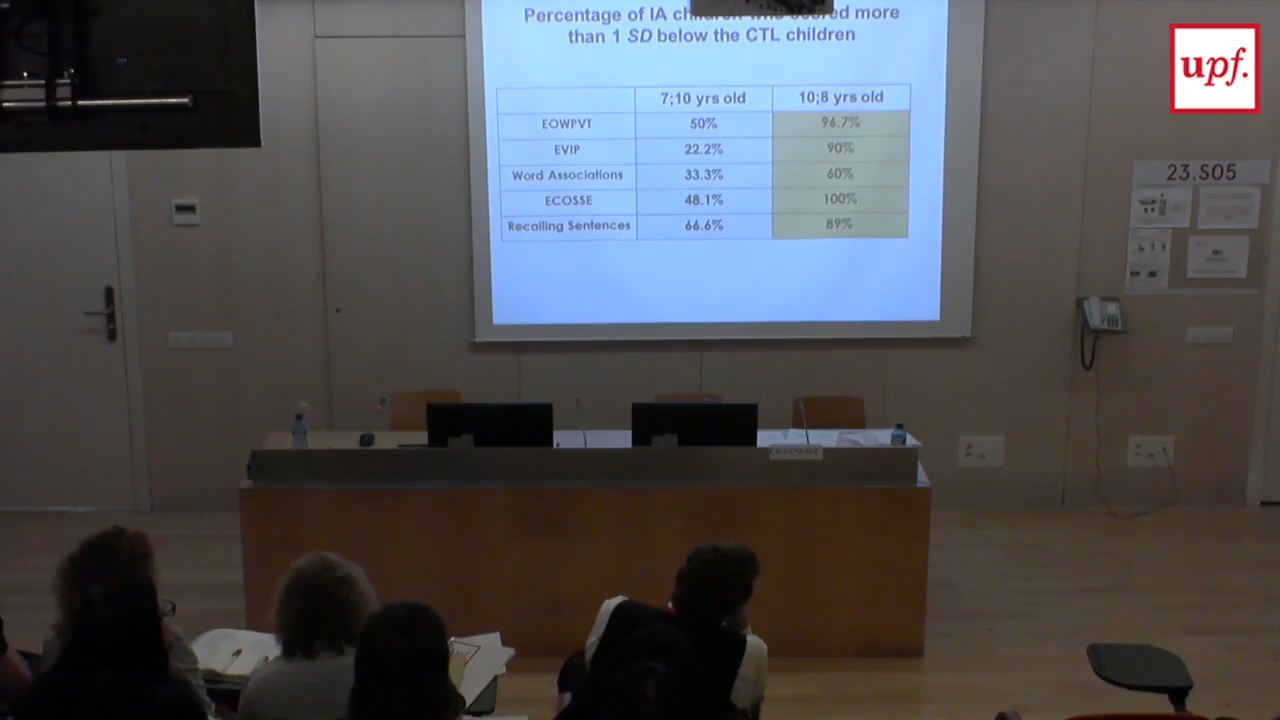 Percentage of IA children who scored more
than 1 SD below the CTL children
7;10 yrs old 10;8 yrs old
EOWPVT 50% 96.7%
EVIP 22.2% 90%
Word Associations 33.3% 60%
ECOSSE 48.1% 100%
Recalling Sentences 66.6% 89%
upf.
23.S05